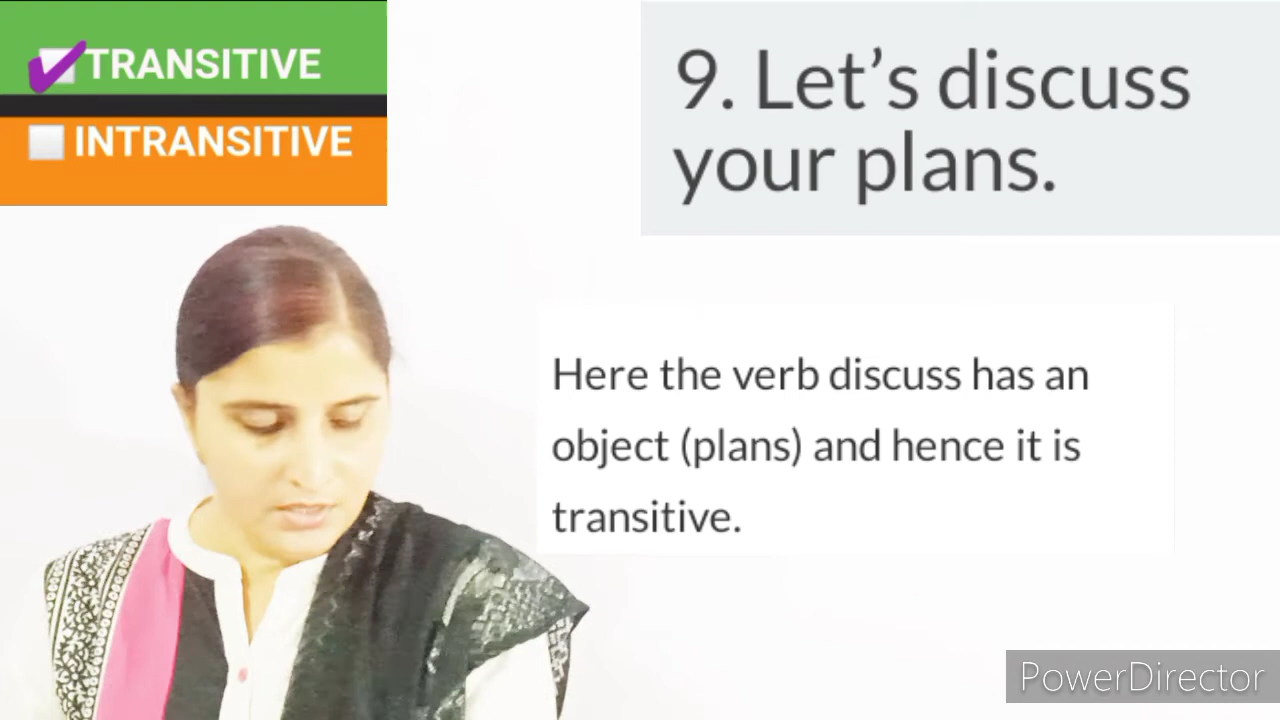 TRANSITIVE
INTRANSITIVE
9. Let’s discuss
your plans.
Here the verb discuss has an
object (plans) and hence it is
transitive.
PowerDirector